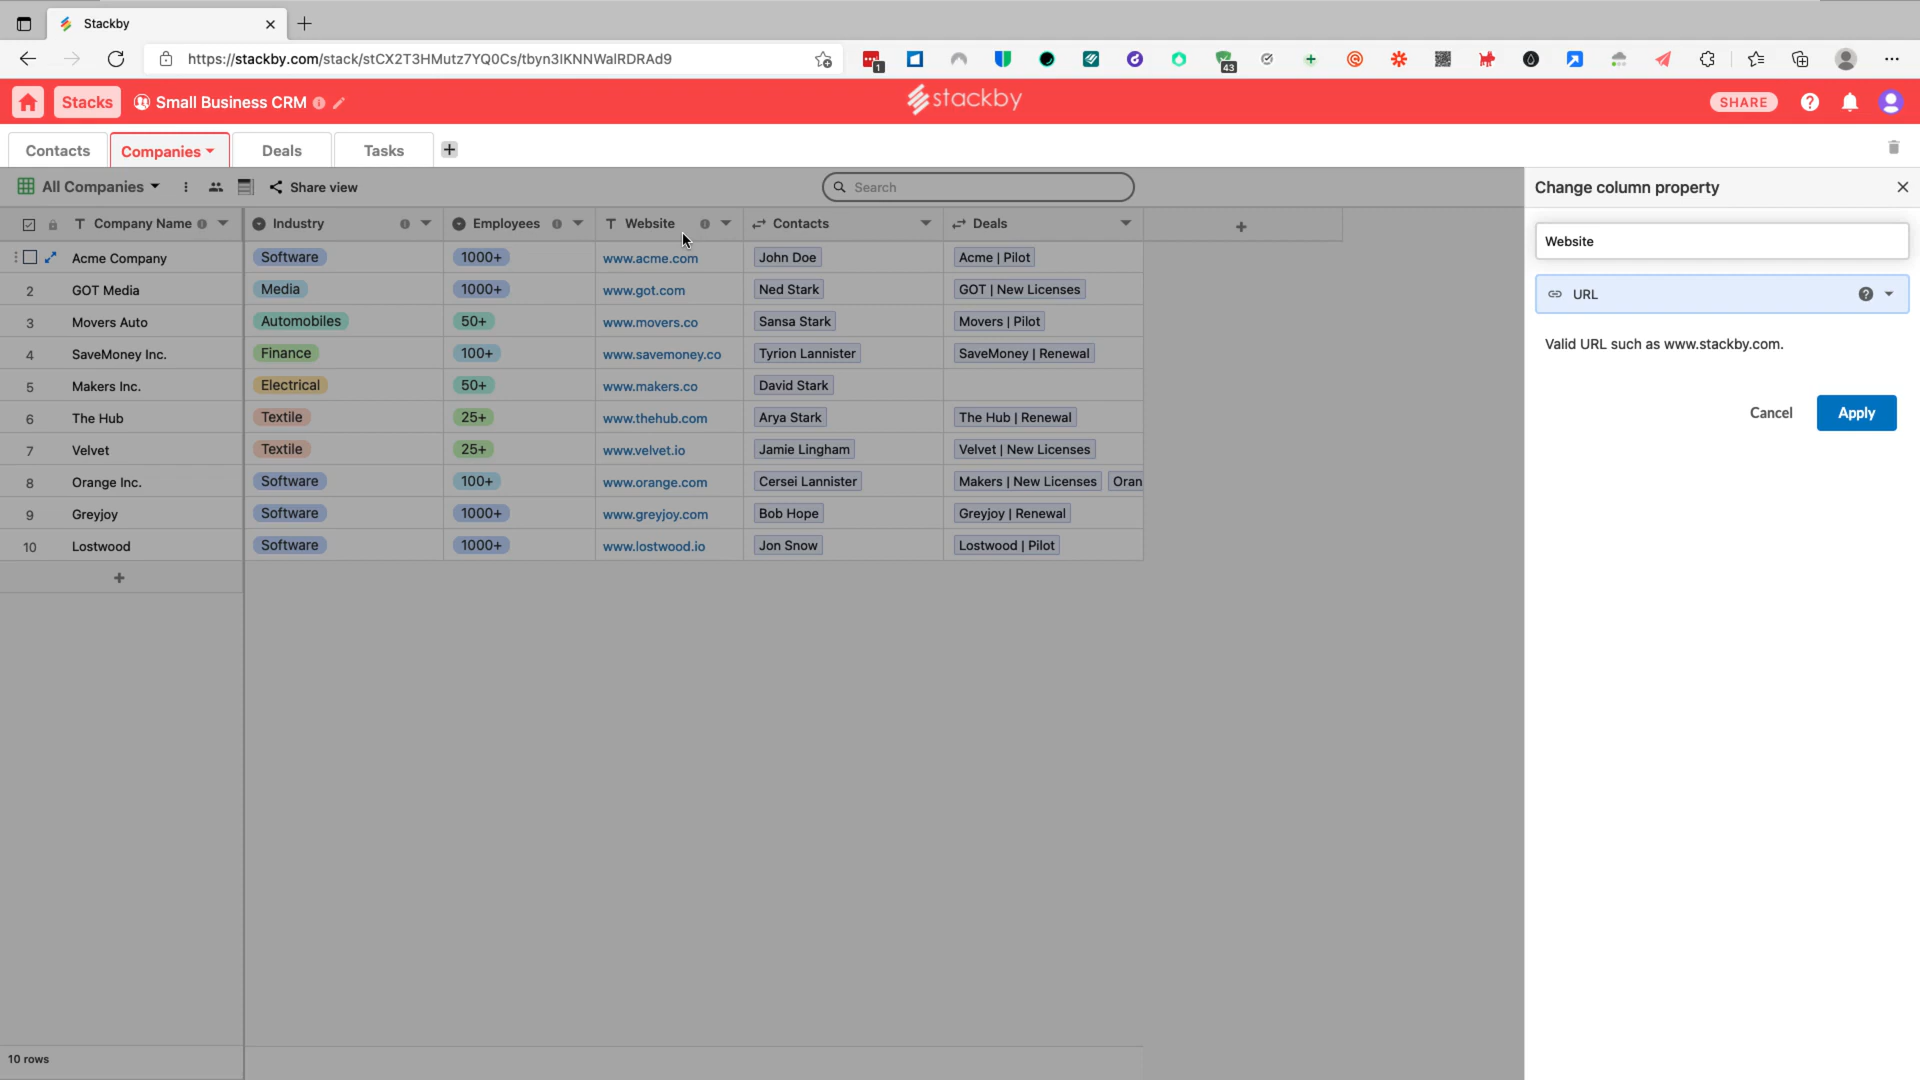 Stackby
https://stackby.com/stack/stCX2T3HMutz7YQ0Cs/tbyn3IKNNWalRDRAd9
1
43
Stacks
Small Business CRM
stackby
SHARE
Contacts
Companies
Deals
Tasks
All Companies
Share view
Search
Change column property
Company Name
Industry
Employees
Website
Contacts
Deals
Website
Acme Company
Software
1000+
www.acme.com
John Doe
Acme | Pilot
2
GOT Media
Media
1000+
www.got.com
Ned Stark
GOT | New Licenses
URL
3
Movers Auto
Automobiles
50+
www.movers.co
Sansa Stark
Movers | Pilot
4
SaveMoney Inc.
Finance
100+
www.savemoney.co
Tyrion Lannister
SaveMoney | Renewal
Valid URL such as www.stackby.com.
5
Makers Inc.
Electrical
50+
www.makers.co
David Stark
6
The Hub
Textile
25+
www.thehub.com
Arya Stark
The Hub | Renewal
Cancel
Apply
7
Velvet
Textile
25+
www.velvet.io
Jamie Lingham
Velvet | New Licenses
8
Orange Inc.
Software
100+
www.orange.com
Cersei Lannister
Makers | New Licenses
Oran
9
Greyjoy
Software
1000+
www.greyjoy.com
Bob Hope
Greyjoy | Renewal
10
Lostwood
Software
1000+
www.lostwood.io
Jon Snow
Lostwood | Pilot
10 rows